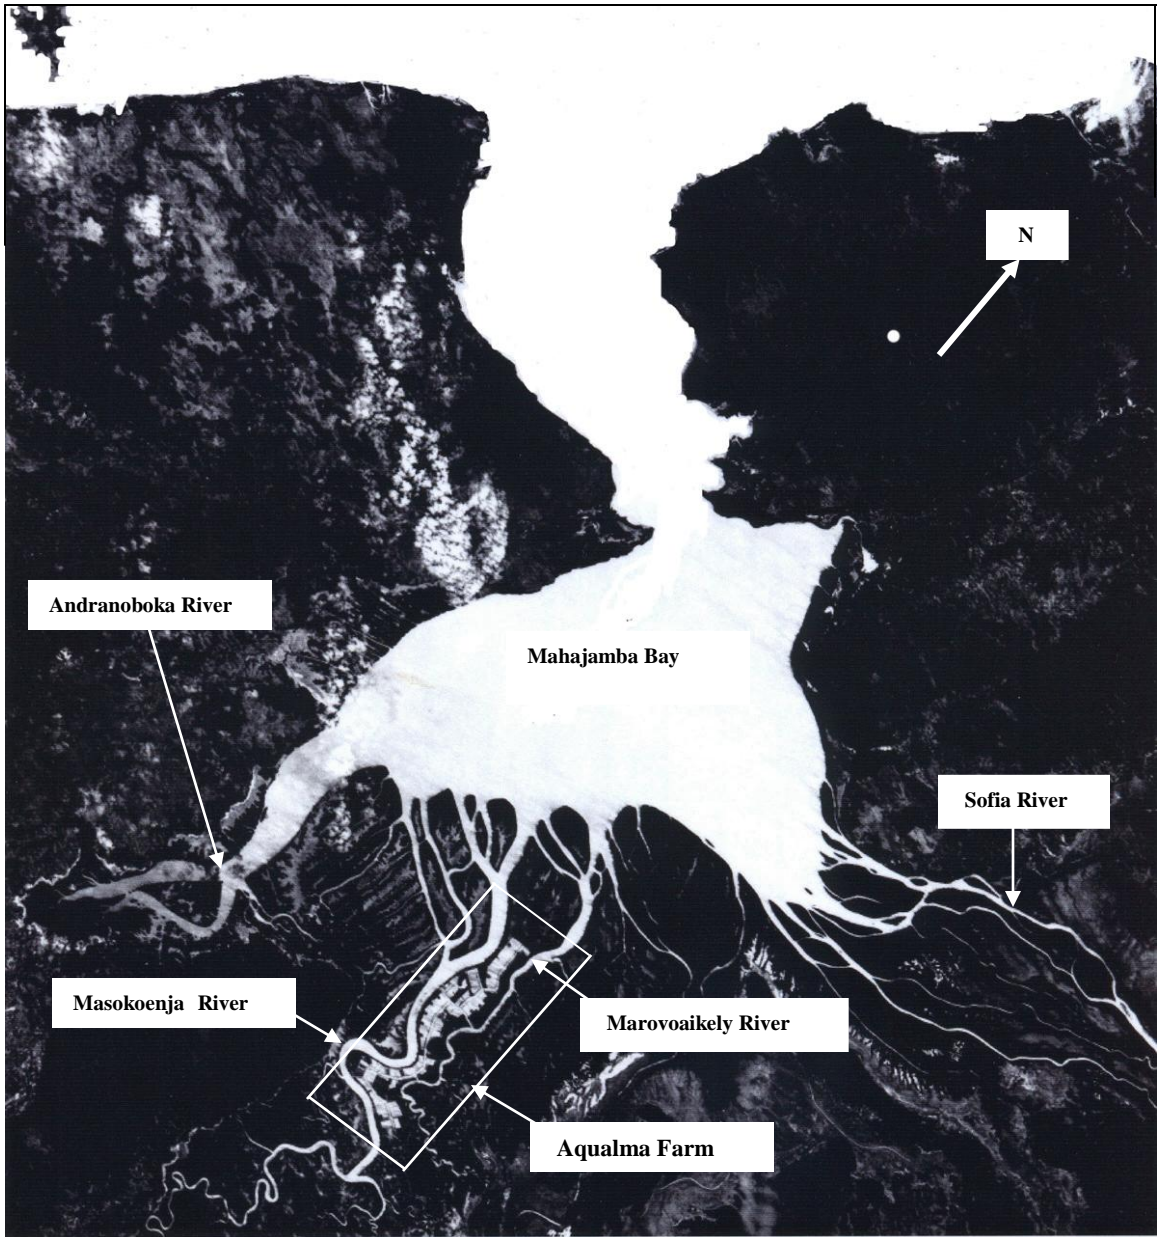 N
Andranoboka River
Mahajamba Bay
Sofia River
Masokoenja River
Marovoaikely River
Aqualma Farm